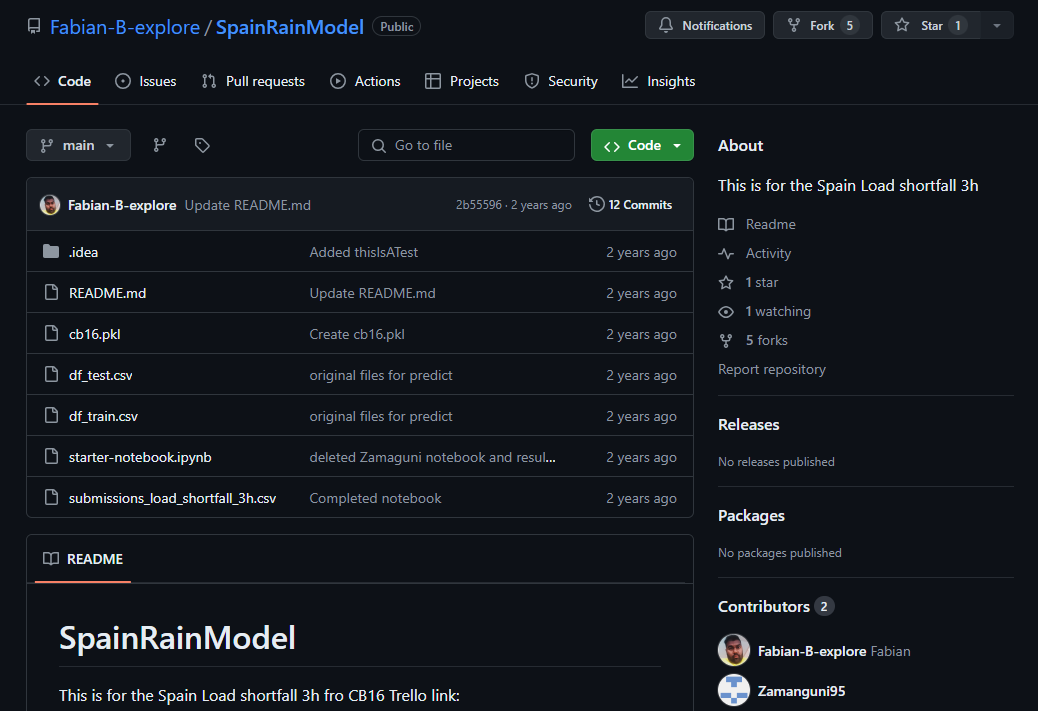 Fabian-B-explore / SpainRainModel Public Notifications Fork 5 Star 1
Code Issues Pull requests Actions Projects Security Insights
main Go to file Code
Fabian-B-explore Update README.md 2b55596 · 2 years ago 12 Commits
.idea Added thisIsATest 2 years ago
README.md Update README.md 2 years ago
cb16.pkl Create cb16.pkl 2 years ago
df_test.csv original files for predict 2 years ago
df_train.csv original files for predict 2 years ago
starter-notebook.ipynb deleted Zamaguni notebook and resul... 2 years ago
submissions_load_shortfall_3h.csv Completed notebook 2 years ago
README
SpainRainModel
This is for the Spain Load shortfall 3h fro CB16 Trello link:
About
This is for the Spain Load shortfall 3h
Readme
Activity
1 star
1 watching
5 forks
Report repository
Releases
No releases published
Packages
No packages published
Contributors 2
Fabian-B-explore Fabian
Zamanguni95